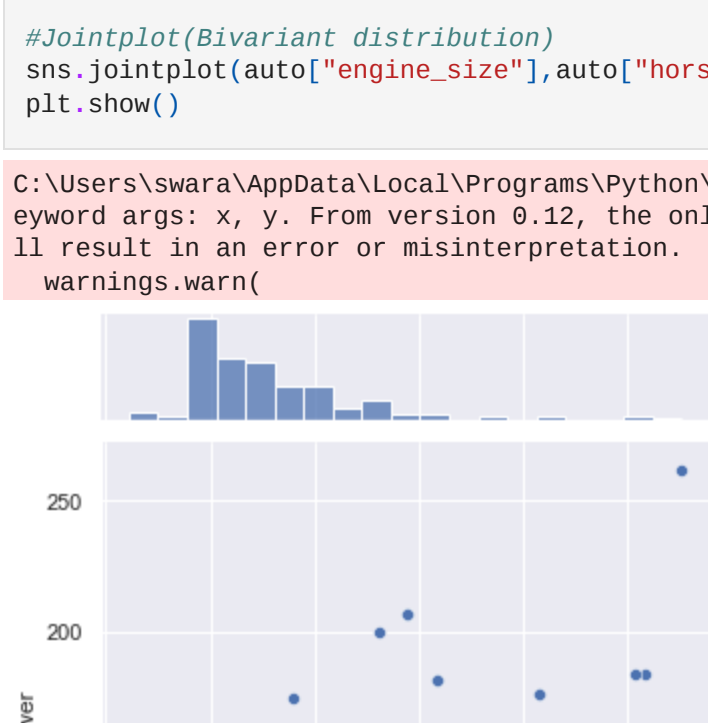 #Jointplot(Bivariant distribution)
sns.jointplot(auto["engine_size"],auto["hors
plt.show()
C:\Users\swara\AppData\Local\Programs\Python\
eyword args: x, y. From version 0.12, the onl
ll result in an error or misinterpretation.
warnings.warn(
250
200
wer